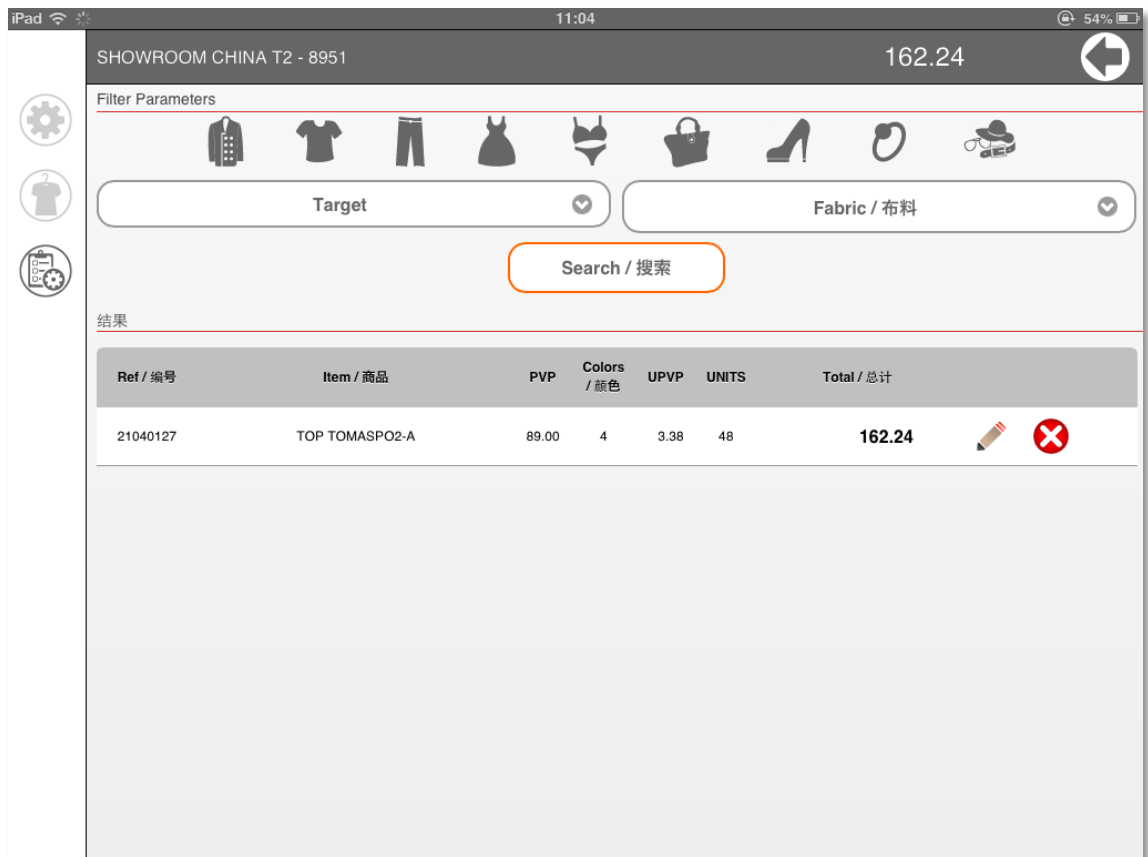 iPad 11:04 54%
SHOWROOM CHINA T2 - 8951 162.24
Filter Parameters
Target Fabric / 布料
Search / 搜索
结果
Ref / 编号 Item / 商品 PVP Colors / 颜色 UPVP UNITS Total / 总计
21040127 TOP TOMASPO2-A 89.00 4 3.38 48 162.24